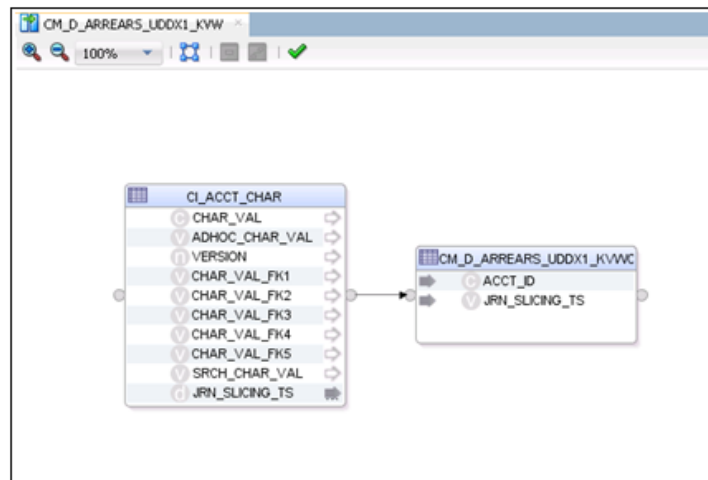 CM_D_ARREARS_UDDX1_KVW
100%
CI_ACCT_CHAR
CHAR_VAL
ADHOC_CHAR_VAL
VERSION
CHAR_VAL_FK1
CHAR_VAL_FK2
CHAR_VAL_FK3
CHAR_VAL_FK4
CHAR_VAL_FK5
SRCH_CHAR_VAL
JRN_SLICING_TS
CM_D_ARREARS_UDDX1_KVWC
ACCT_ID
JRN_SLICING_TS